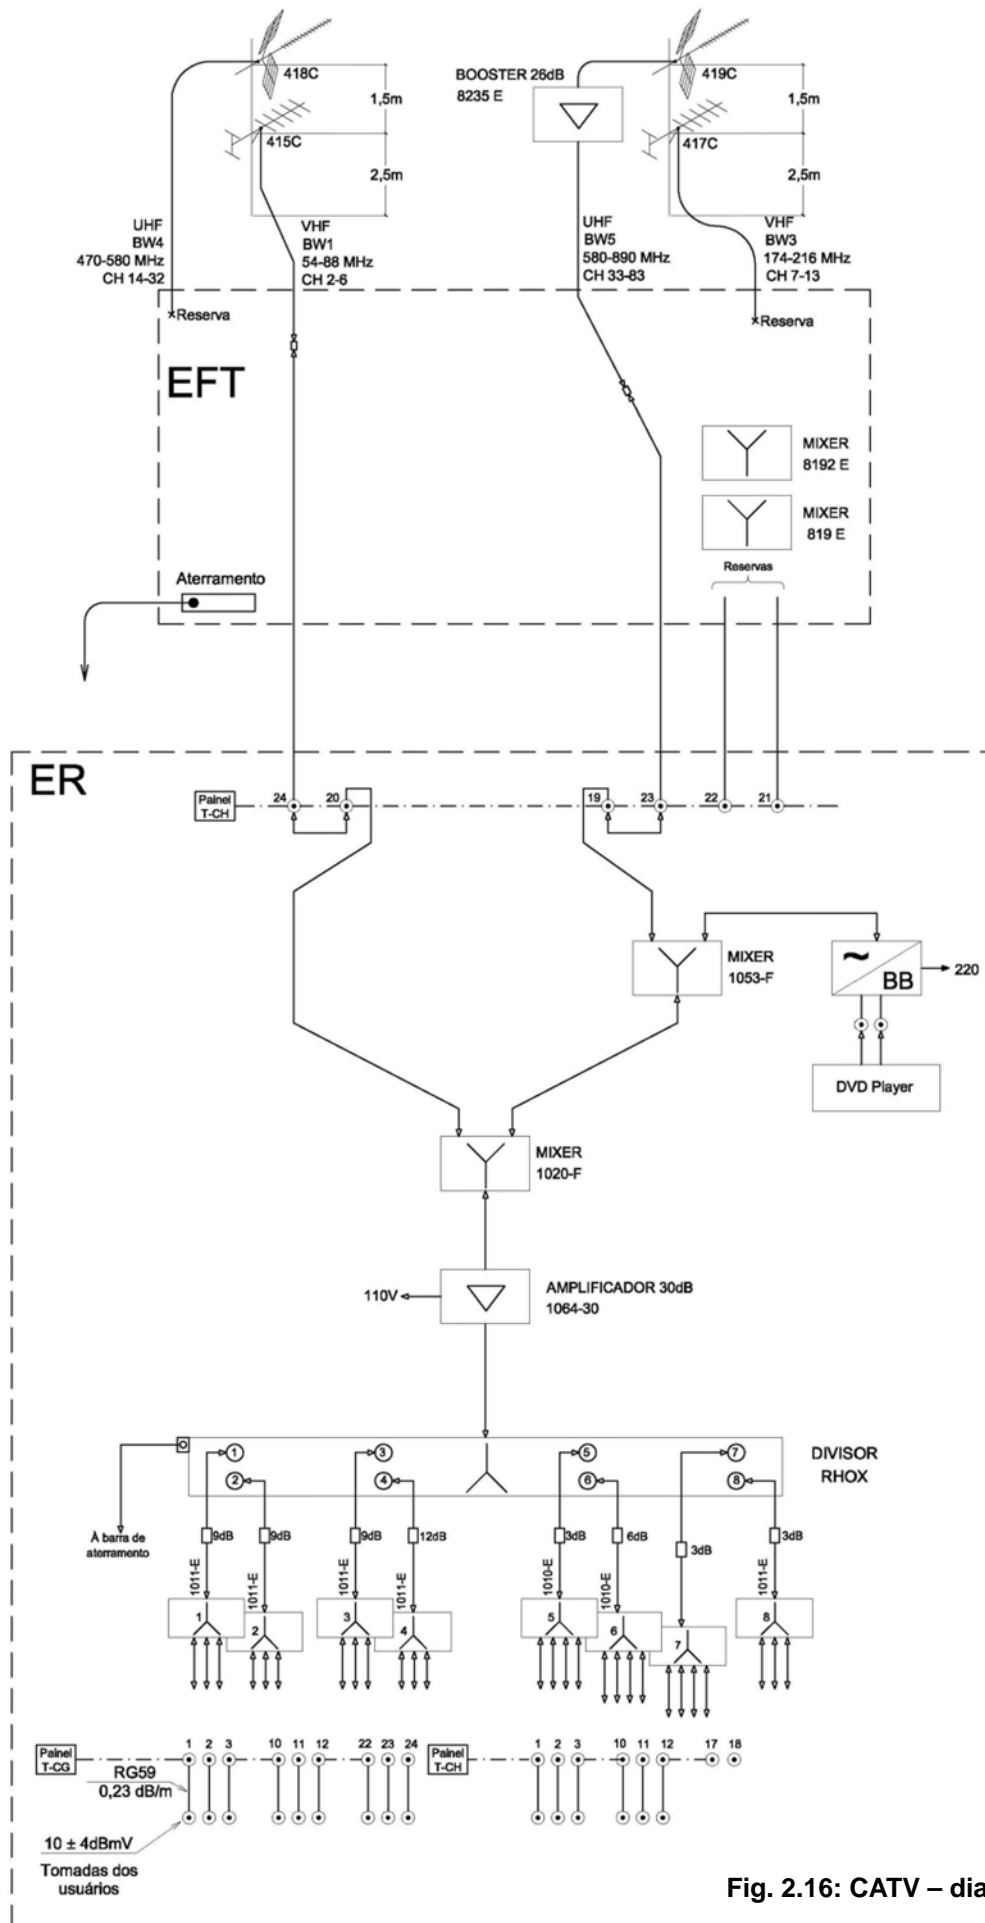 418C
1,5m
415C
2,5m
UHF
BW4
470-580 MHz
CH 14-32
VHF
BW1
54-88 MHz
CH 2-6
BOOSTER 26dB
8235 E
419C
1,5m
417C
2,5m
UHF
BW5
580-890 MHz
CH 33-83
VHF
BW3
174-216 MHz
CH 7-13
Reserva
Reserva
EFT
MIXER
8192 E
MIXER
819 E
Reservas
Aterramento
ER
Painel
T-CH
24
20
19
23
22
21
MIXER
1053-F
~
BB
220
DVD Player
MIXER
1020-F
110V
AMPLIFICADOR 30dB
1064-30
DIVISOR
RHOX
1
2
3
4
5
6
7
8
À barra de
aterramento
9dB
9dB
9dB
12dB
3dB
6dB
3dB
3dB
1011-E
1011-E
1011-E
1011-E
1010-E
1010-E
1011-E
1
2
3
4
5
6
7
8
Painel
T-CG
1 2 3 10 11 12 22 23 24
Painel
T-CH
1 2 3 10 11 12 17 18
RG59
0,23 dB/m
10 ± 4dBmV
Tomadas dos
usuários
Fig. 2.16: CATV – dia